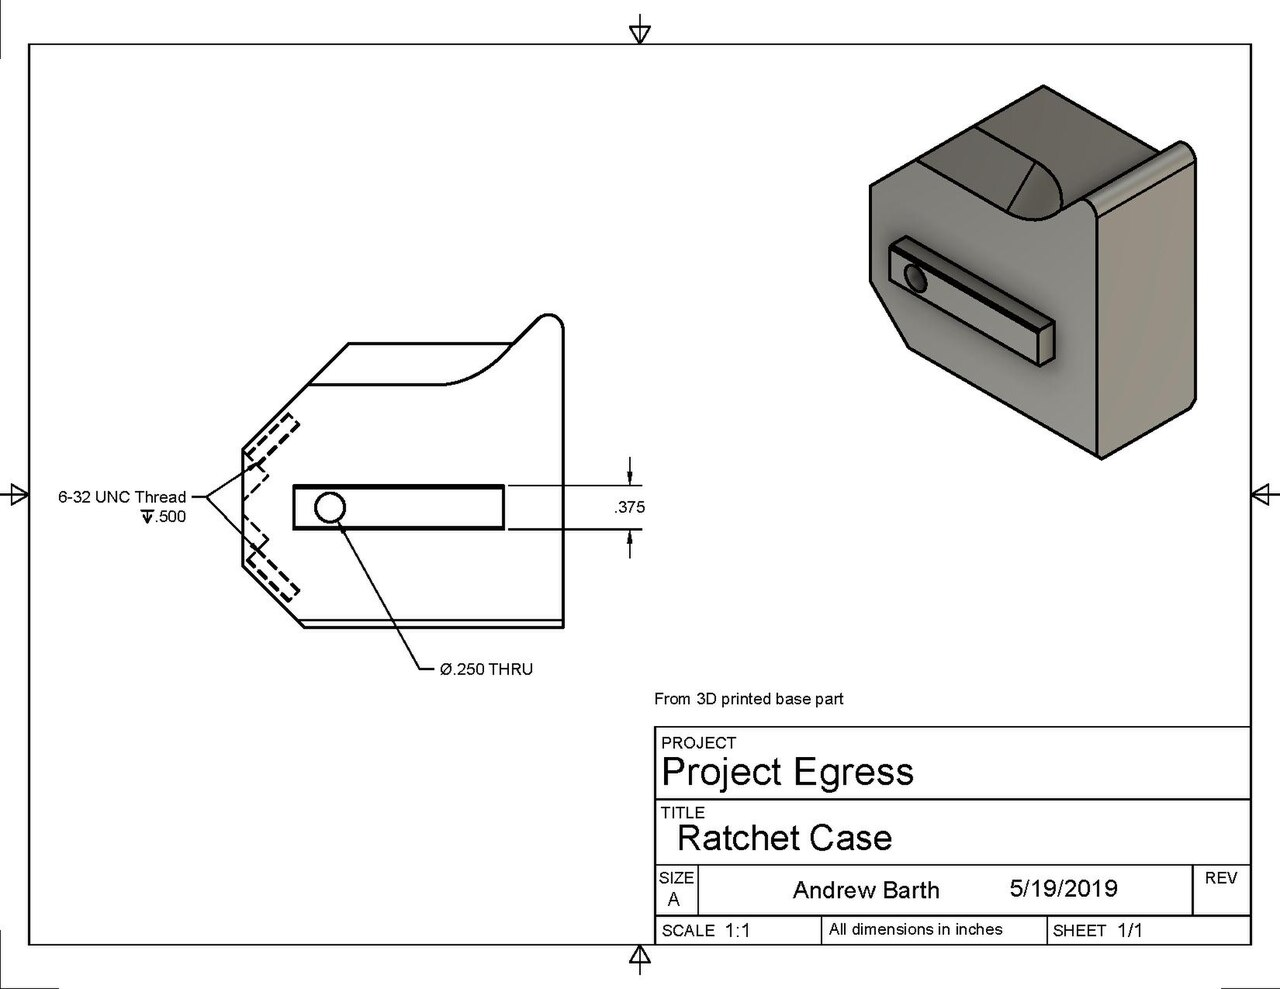 6-32 UNC Thread
↧.500
.375
Ø.250 THRU
From 3D printed base part
PROJECT
Project Egress
TITLE
Ratchet Case
SIZE
A
Andrew Barth
5/19/2019
REV
SCALE 1:1
All dimensions in inches
SHEET 1/1